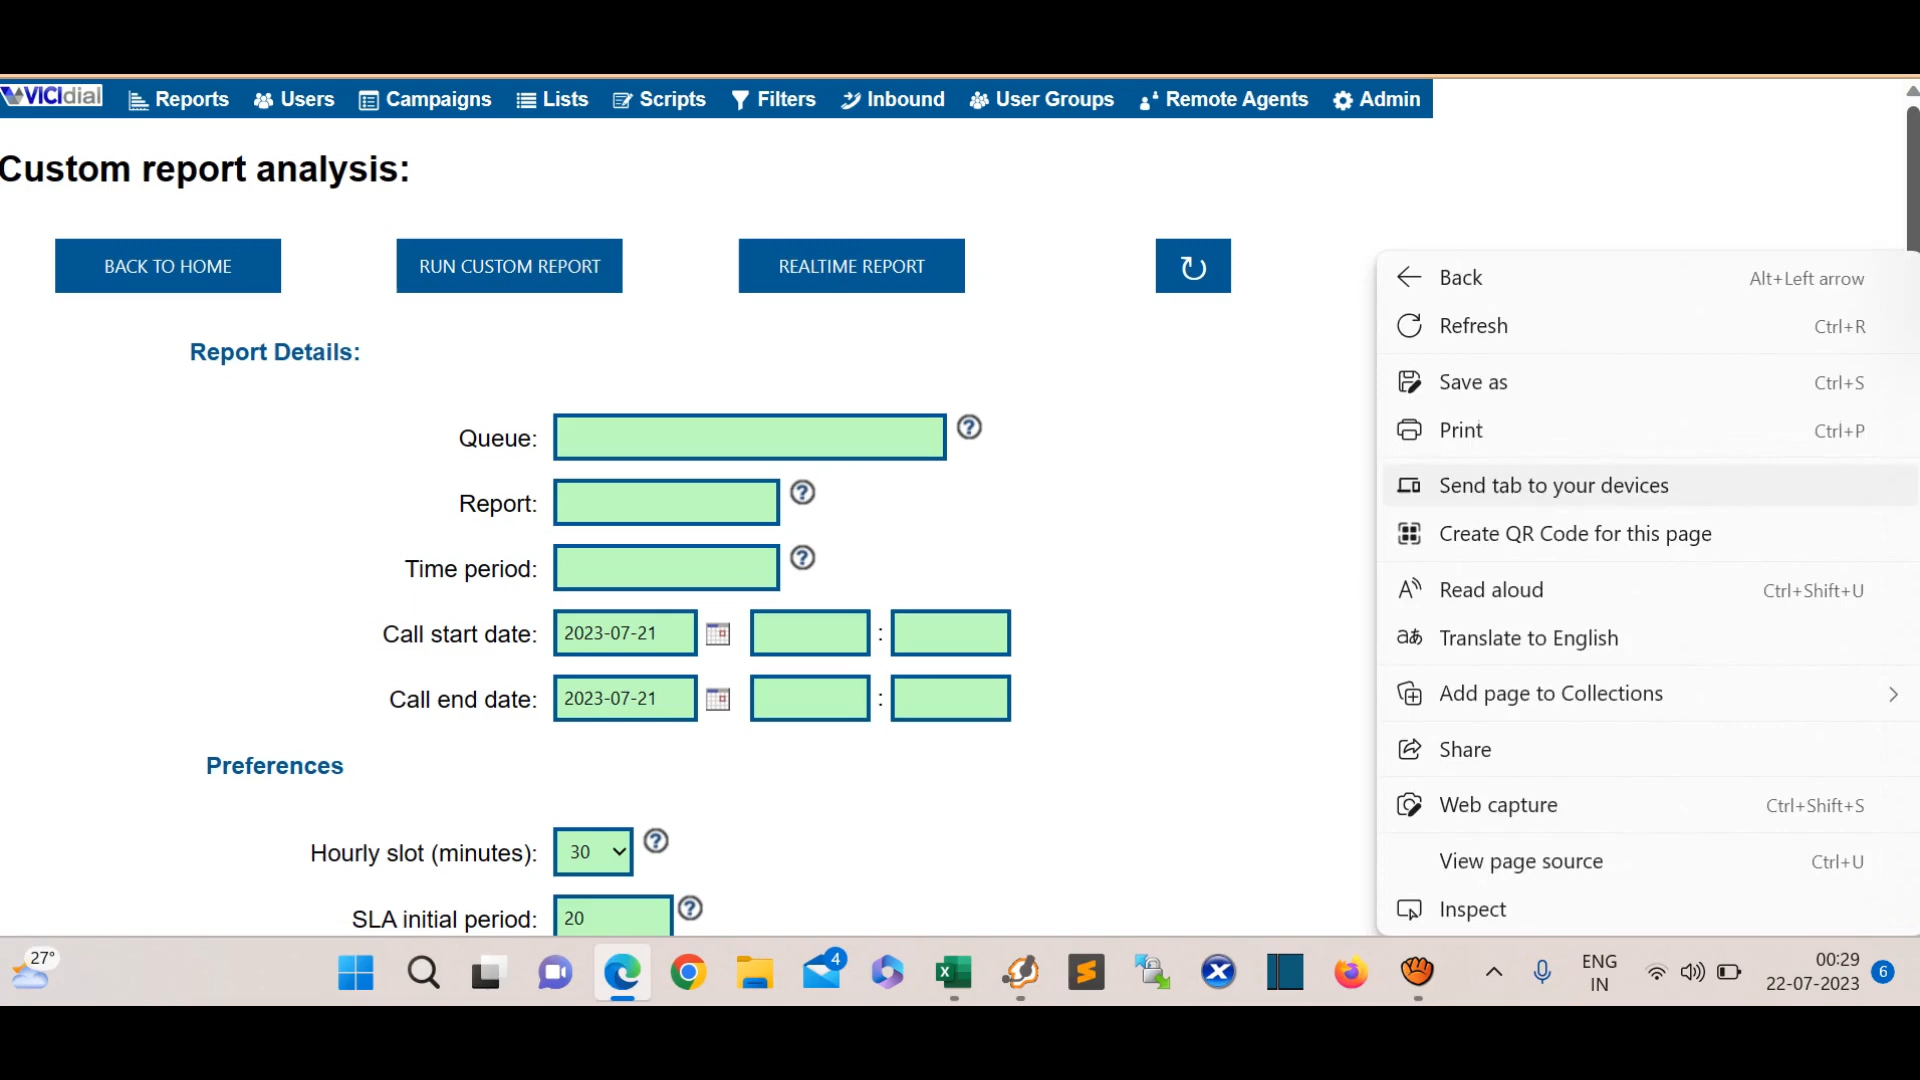 VICIdial Reports Users Campaigns Lists Scripts Filters Inbound User Groups Remote Agents Admin
Custom report analysis:
BACK TO HOME RUN CUSTOM REPORT REALTIME REPORT
Report Details:
Queue:
Report:
Time period:
Call start date: 2023-07-21 :
Call end date: 2023-07-21 :
Preferences
Hourly slot (minutes): 30
SLA initial period: 20
Back Alt+Left arrow
Refresh Ctrl+R
Save as Ctrl+S
Print Ctrl+P
Send tab to your devices
Create QR Code for this page
Read aloud Ctrl+Shift+U
Translate to English
Add page to Collections
Share
Web capture Ctrl+Shift+S
View page source Ctrl+U
Inspect
27°
4
ENG
IN
00:29
22-07-2023
6